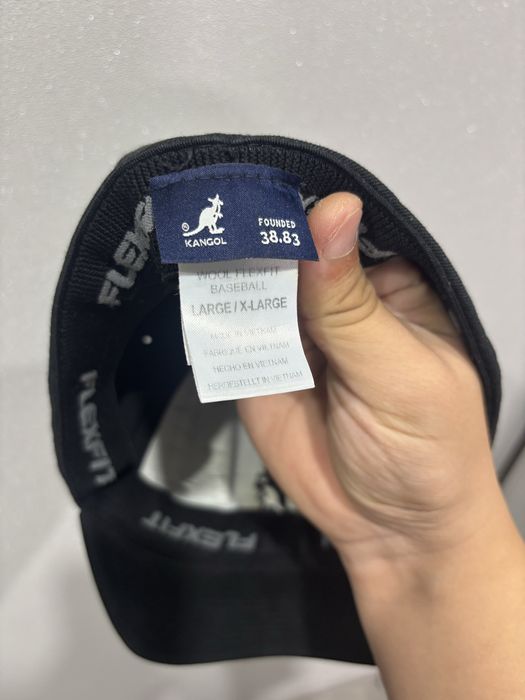 ® KANGOL
FOUNDED
38.83
WOOL FLEXFIT
BASEBALL
LARGE / X-LARGE
MADE IN VIETNAM
FABRIQUÉ EN VIETNAM
HECHO EN VIETNAM
HERGESTELLT IN VIETNAM
FLEXFIT
FLEXFIT
FLEXFIT